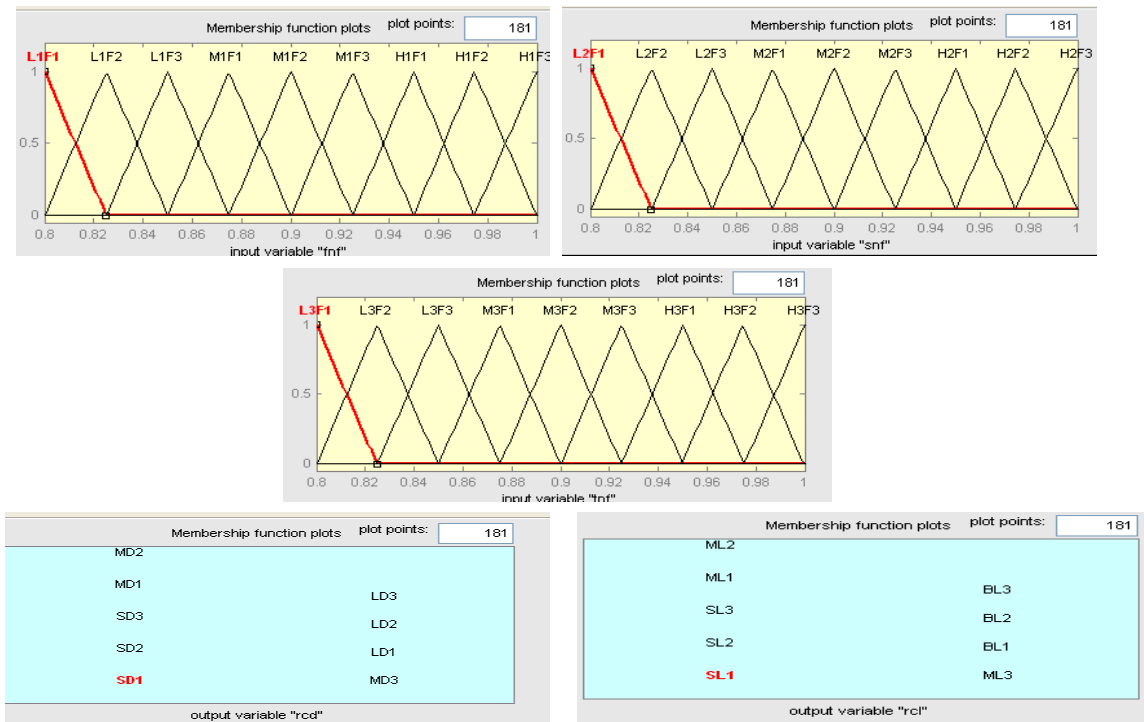 Membership function plots plot points: 181
L1F1 L1F2 L1F3 M1F1 M1F2 M1F3 H1F1 H1F2 H1F3
1
0.5
0
0.8 0.82 0.84 0.86 0.88 0.9 0.92 0.94 0.96 0.98 1
input variable "fnf"
Membership function plots plot points: 181
L2F1 L2F2 L2F3 M2F1 M2F2 M2F3 H2F1 H2F2 H2F3
1
0.5
0
0.8 0.82 0.84 0.86 0.88 0.9 0.92 0.94 0.96 0.98 1
input variable "snf"
Membership function plots plot points: 181
L3F1 L3F2 L3F3 M3F1 M3F2 M3F3 H3F1 H3F2 H3F3
1
0.5
0
0.8 0.82 0.84 0.86 0.88 0.9 0.92 0.94 0.96 0.98 1
input variable "tnf"
Membership function plots plot points: 181
MD2
MD1
LD3
SD3
LD2
SD2
LD1
SD1
MD3
output variable "rcd"
Membership function plots plot points: 181
ML2
ML1
BL3
SL3
BL2
SL2
BL1
SL1
ML3
output variable "rcl"